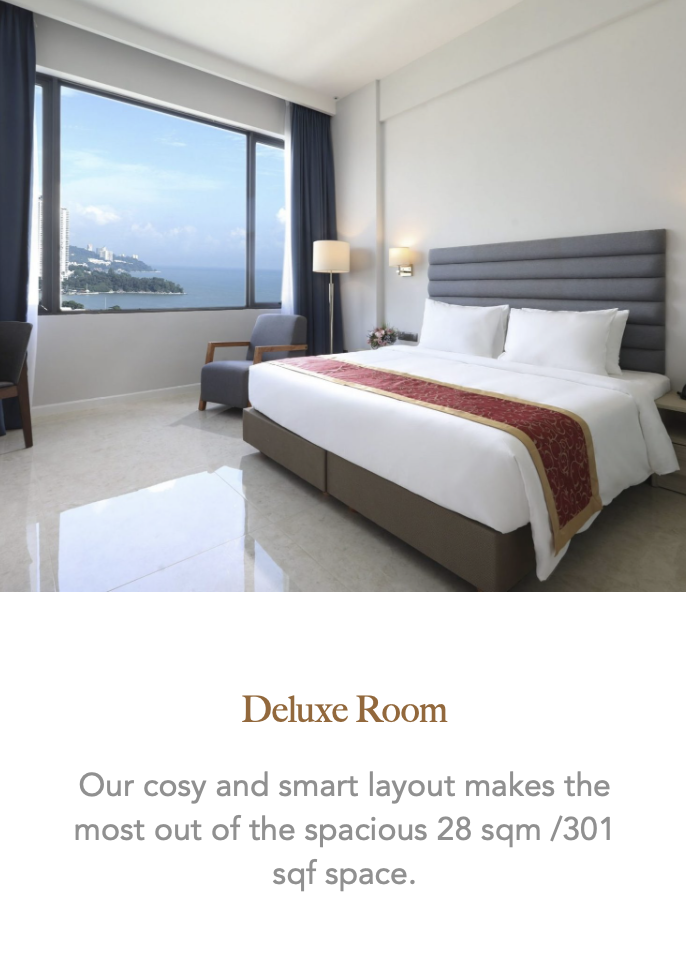 Deluxe Room
Our cosy and smart layout makes the
most out of the spacious 28 sqm /301
sqf space.